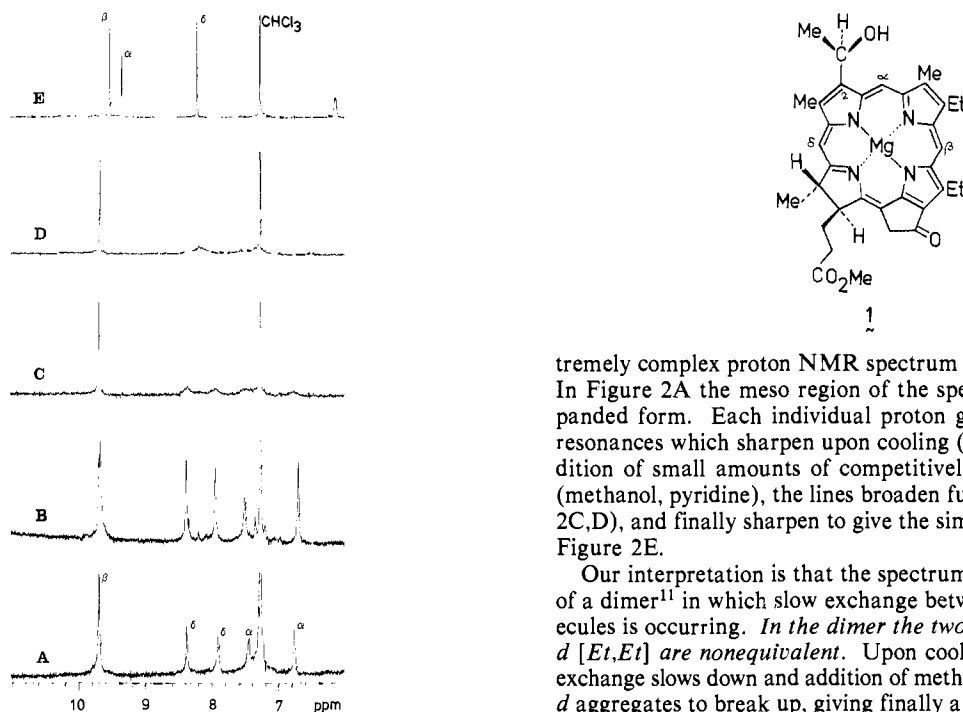 β
δ
CHCl3
α
E
D
C
B
β
δ
δ
α
α
A
10
9
8
7
ppm
H
Me
OH
C
2
α
Me
Me
Et
N
N
δ
Mg
β
H
N
N
Et
Me
H
O
CO2Me
1
tremely complex proton NMR spectrum
In Figure 2A the meso region of the spe
panded form. Each individual proton g
resonances which sharpen upon cooling (
dition of small amounts of competitivel
(methanol, pyridine), the lines broaden fu
2C,D), and finally sharpen to give the sim
Figure 2E.
Our interpretation is that the spectrum
of a dimer11 in which slow exchange betv
ecules is occurring. In the dimer the two
d [Et,Et] are nonequivalent. Upon cool
exchange slows down and addition of meth
d aggregates to break up, giving finally a